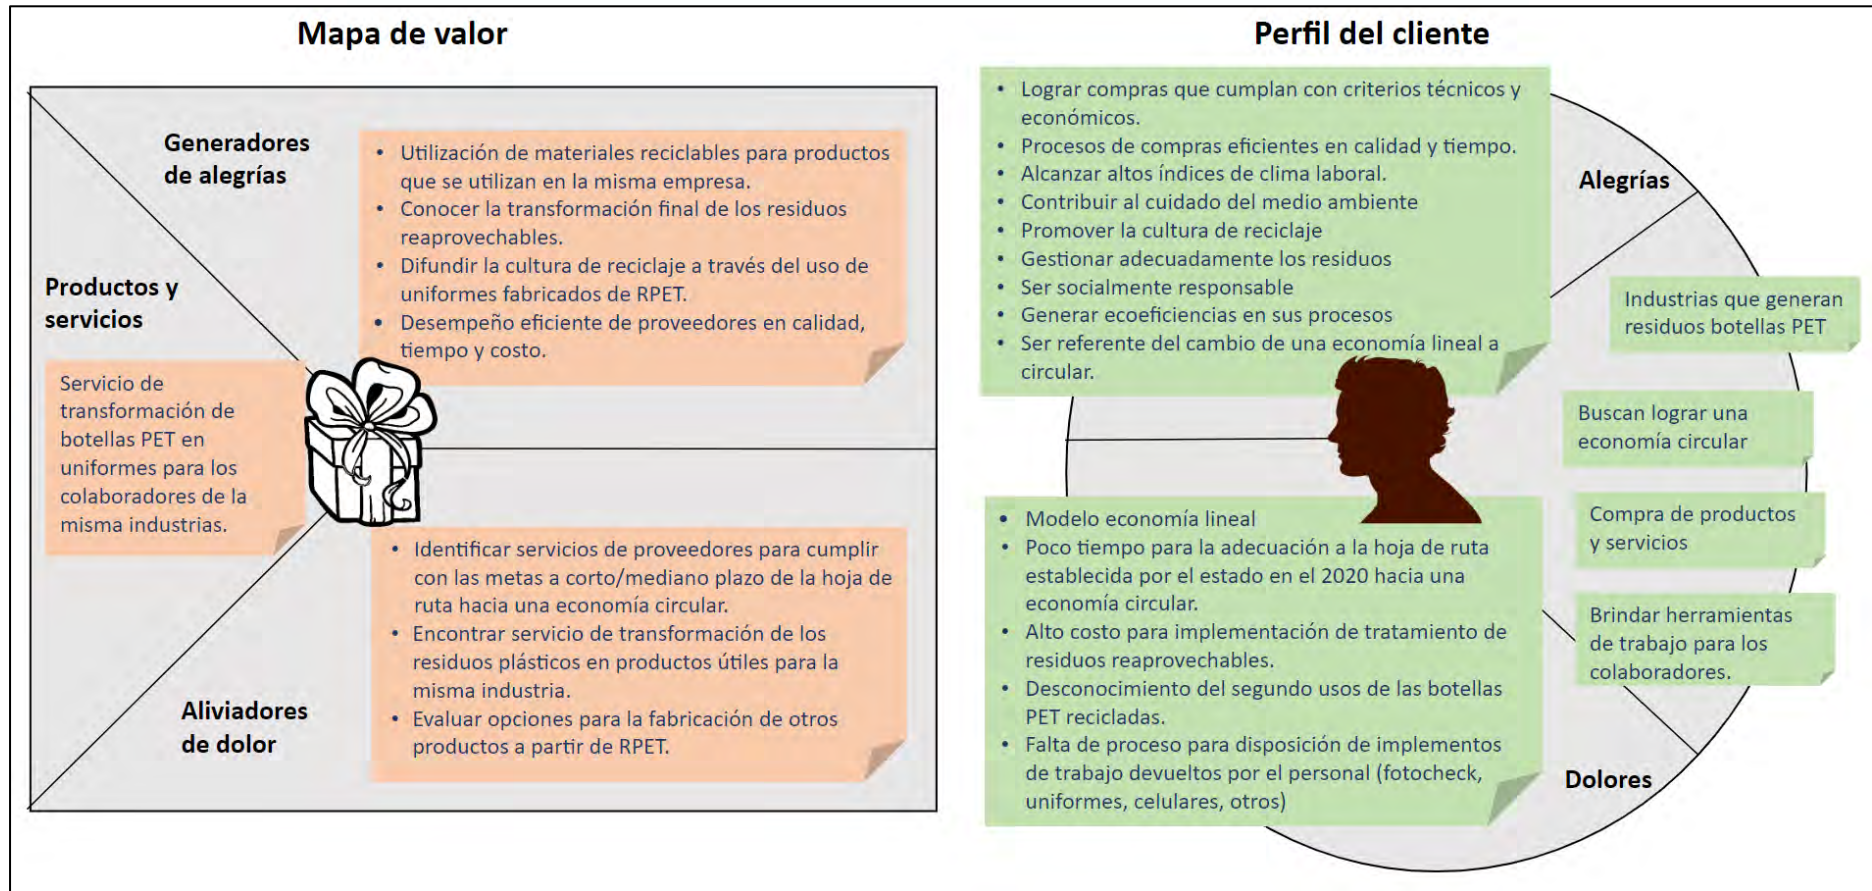 Mapa de valor
Generadores
de alegrías
• Utilización de materiales reciclables para productos
que se utilizan en la misma empresa.
• Conocer la transformación final de los residuos
reaprovechables.
• Difundir la cultura de reciclaje a través del uso de
uniformes fabricados de RPET.
• Desempeño eficiente de proveedores en calidad,
tiempo y costo.
Productos y
servicios
Servicio de
transformación de
botellas PET en
uniformes para los
colaboradores de la
misma industrias.
Aliviadores
de dolor
• Identificar servicios de proveedores para cumplir
con las metas a corto/mediano plazo de la hoja de
ruta hacia una economía circular.
• Encontrar servicio de transformación de los
residuos plásticos en productos útiles para la
misma industria.
• Evaluar opciones para la fabricación de otros
productos a partir de RPET.
Perfil del cliente
• Lograr compras que cumplan con criterios técnicos y
económicos.
• Procesos de compras eficientes en calidad y tiempo.
• Alcanzar altos índices de clima laboral.
• Contribuir al cuidado del medio ambiente
• Promover la cultura de reciclaje
• Gestionar adecuadamente los residuos
• Ser socialmente responsable
• Generar ecoeficiencias en sus procesos
• Ser referente del cambio de una economía lineal a
circular.
Alegrías
Industrias que generan
residuos botellas PET
Buscan lograr una
economía circular
Compra de productos
y servicios
Brindar herramientas
de trabajo para los
colaboradores.
• Modelo economía lineal
• Poco tiempo para la adecuación a la hoja de ruta
establecida por el estado en el 2020 hacia una
economía circular.
• Alto costo para implementación de tratamiento de
residuos reaprovechables.
• Desconocimiento del segundo usos de las botellas
PET recicladas.
• Falta de proceso para disposición de implementos
de trabajo devueltos por el personal (fotocheck,
uniformes, celulares, otros)
Dolores